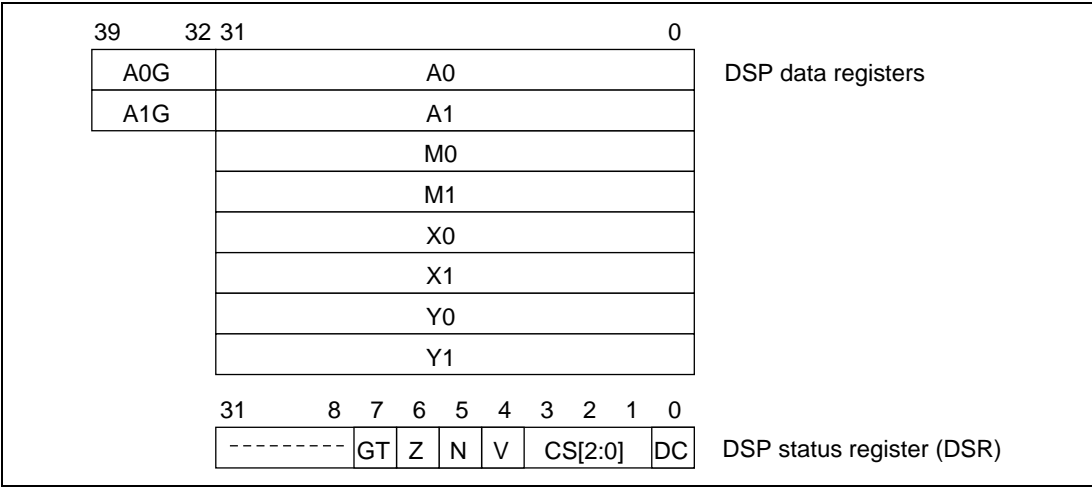 39 32 31 0
A0G A0 DSP data registers
A1G A1
M0
M1
X0
X1
Y0
Y1
31 8 7 6 5 4 3 2 1 0
GT Z N V CS[2:0] DC DSP status register (DSR)